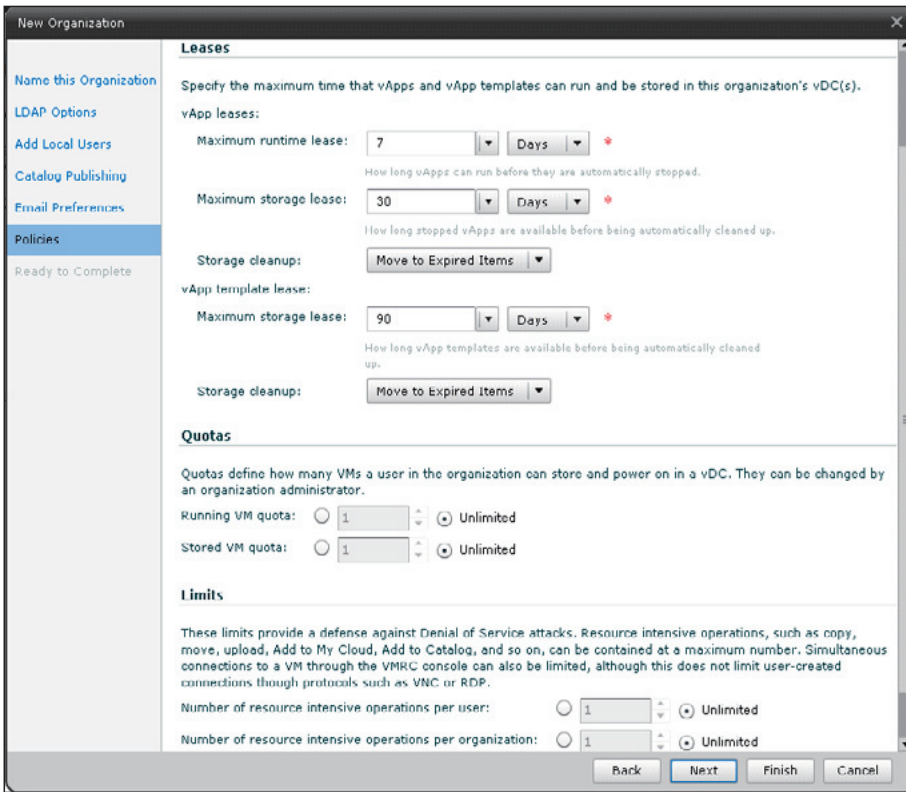 New Organization
Name this Organization
LDAP Options
Add Local Users
Catalog Publishing
Email Preferences
Policies
Ready to Complete
Leases
Specify the maximum time that vApps and vApp templates can run and be stored in this organization's vDC(s).
vApp leases:
Maximum runtime lease: 7 Days *
How long vApps can run before they are automatically stopped.
Maximum storage lease: 30 Days *
How long stopped vApps are available before being automatically cleaned up.
Storage cleanup: Move to Expired Items
vApp template lease:
Maximum storage lease: 90 Days *
How long vApp templates are available before being automatically cleaned
up.
Storage cleanup: Move to Expired Items
Quotas
Quotas define how many VMs a user in the organization can store and power on in a vDC. They can be changed by
an organization administrator.
Running VM quota: 1 Unlimited
Stored VM quota: 1 Unlimited
Limits
These limits provide a defense against Denial of Service attacks. Resource intensive operations, such as copy,
move, upload, Add to My Cloud, Add to Catalog, and so on, can be contained at a maximum number. Simultaneous
connections to a VM through the VMRC console can also be limited, although this does not limit user-created
connections though protocols such as VNC or RDP.
Number of resource intensive operations per user: 1 Unlimited
Number of resource intensive operations per organization: 1 Unlimited
Back Next Finish Cancel